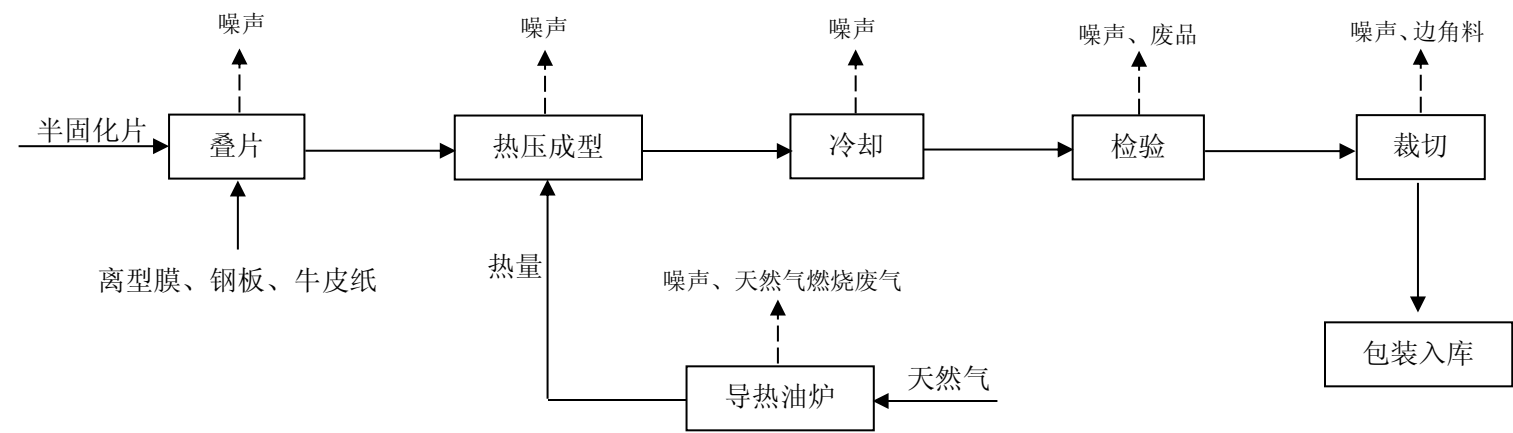 噪声
噪声
噪声
噪声、废品
噪声、边角料
半固化片
叠片
热压成型
冷却
检验
裁切
离型膜、钢板、牛皮纸
热量
噪声、天然气燃烧废气
导热油炉
天然气
包装入库